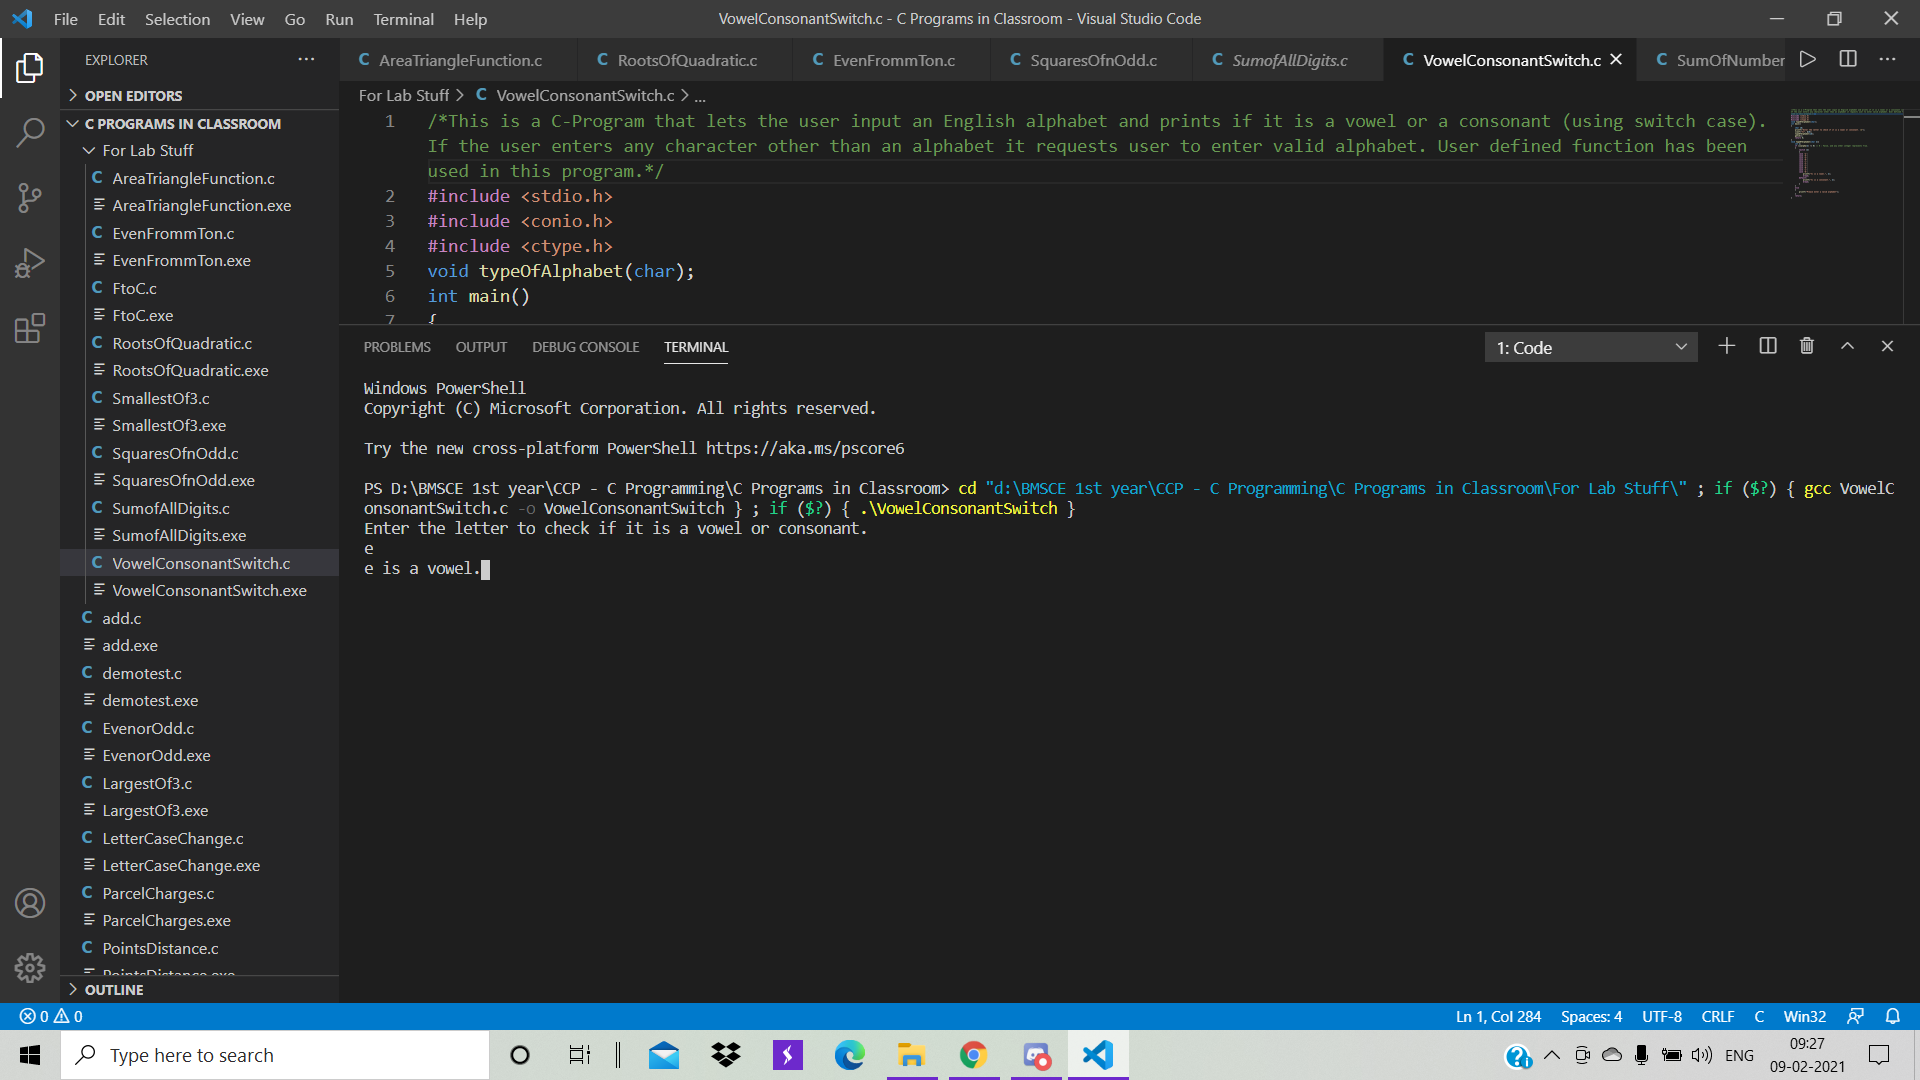 File Edit Selection View Go Run Terminal Help
VowelConsonantSwitch.c - C Programs in Classroom - Visual Studio Code
EXPLORER
OPEN EDITORS
C PROGRAMS IN CLASSROOM
For Lab Stuff
C AreaTriangleFunction.c
AreaTriangleFunction.exe
C EvenFrommTon.c
EvenFrommTon.exe
C FtoC.c
FtoC.exe
C RootsOfQuadratic.c
RootsOfQuadratic.exe
C SmallestOf3.c
SmallestOf3.exe
C SquaresOfnOdd.c
SquaresOfnOdd.exe
C SumofAllDigits.c
SumofAllDigits.exe
C VowelConsonantSwitch.c
VowelConsonantSwitch.exe
C add.c
add.exe
C demotest.c
demotest.exe
C EvenorOdd.c
EvenorOdd.exe
C LargestOf3.c
LargestOf3.exe
C LetterCaseChange.c
LetterCaseChange.exe
C ParcelCharges.c
ParcelCharges.exe
C PointsDistance.c
PointsDistance.exe
OUTLINE
C AreaTriangleFunction.c C RootsOfQuadratic.c C EvenFrommTon.c C SquaresOfnOdd.c C SumofAllDigits.c C VowelConsonantSwitch.c C SumOfNumber
For Lab Stuff > C VowelConsonantSwitch.c > ...
1 /*This is a C-Program that lets the user input an English alphabet and prints if it is a vowel or a consonant (using switch case).
If the user enters any character other than an alphabet it requests user to enter valid alphabet. User defined function has been
used in this program.*/
2 #include <stdio.h>
3 #include <conio.h>
4 #include <ctype.h>
5 void typeOfAlphabet(char);
6 int main()
7 {
PROBLEMS OUTPUT DEBUG CONSOLE TERMINAL
1: Code
Windows PowerShell
Copyright (C) Microsoft Corporation. All rights reserved.
Try the new cross-platform PowerShell https://aka.ms/pscore6
PS D:\BMSCE 1st year\CCP - C Programming\C Programs in Classroom> cd "d:\BMSCE 1st year\CCP - C Programming\C Programs in Classroom\For Lab Stuff\" ; if ($?) { gcc VowelC
onsonantSwitch.c -o VowelConsonantSwitch } ; if ($?) { .\VowelConsonantSwitch }
Enter the letter to check if it is a vowel or consonant.
e
e is a vowel.
0 0
Ln 1, Col 284 Spaces: 4 UTF-8 CRLF C Win32
Type here to search
ENG
09:27
09-02-2021